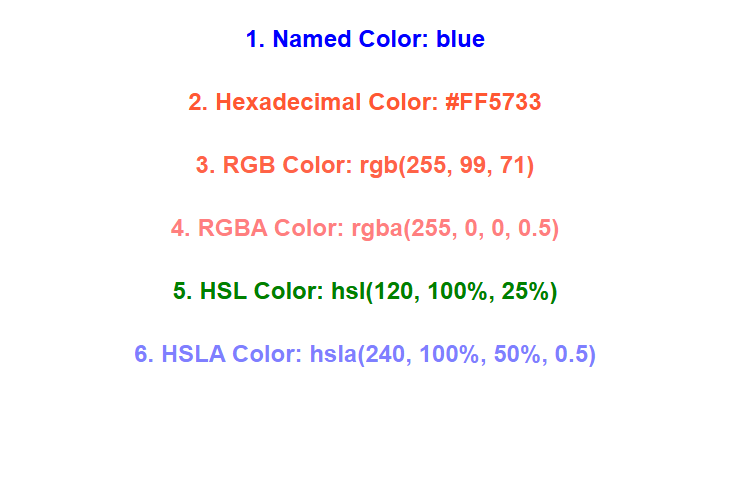 1. Named Color: blue
2. Hexadecimal Color: #FF5733
3. RGB Color: rgb(255, 99, 71)
4. RGBA Color: rgba(255, 0, 0, 0.5)
5. HSL Color: hsl(120, 100%, 25%)
6. HSLA Color: hsla(240, 100%, 50%, 0.5)